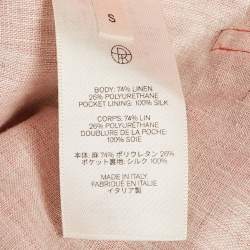 S
BODY: 74% LINEN
26% POLYURETHANE
POCKET LINING: 100% SILK
CORPS: 74% LIN
26% POLYURETHANE
DOUBLURE DE LA POCHE:
100% SOIE
本体: 麻 74% ポリウレタン 26%
ポケット裏地: シルク 100%
MADE IN ITALY
FABRIQUÉ EN ITALIE
イタリア製